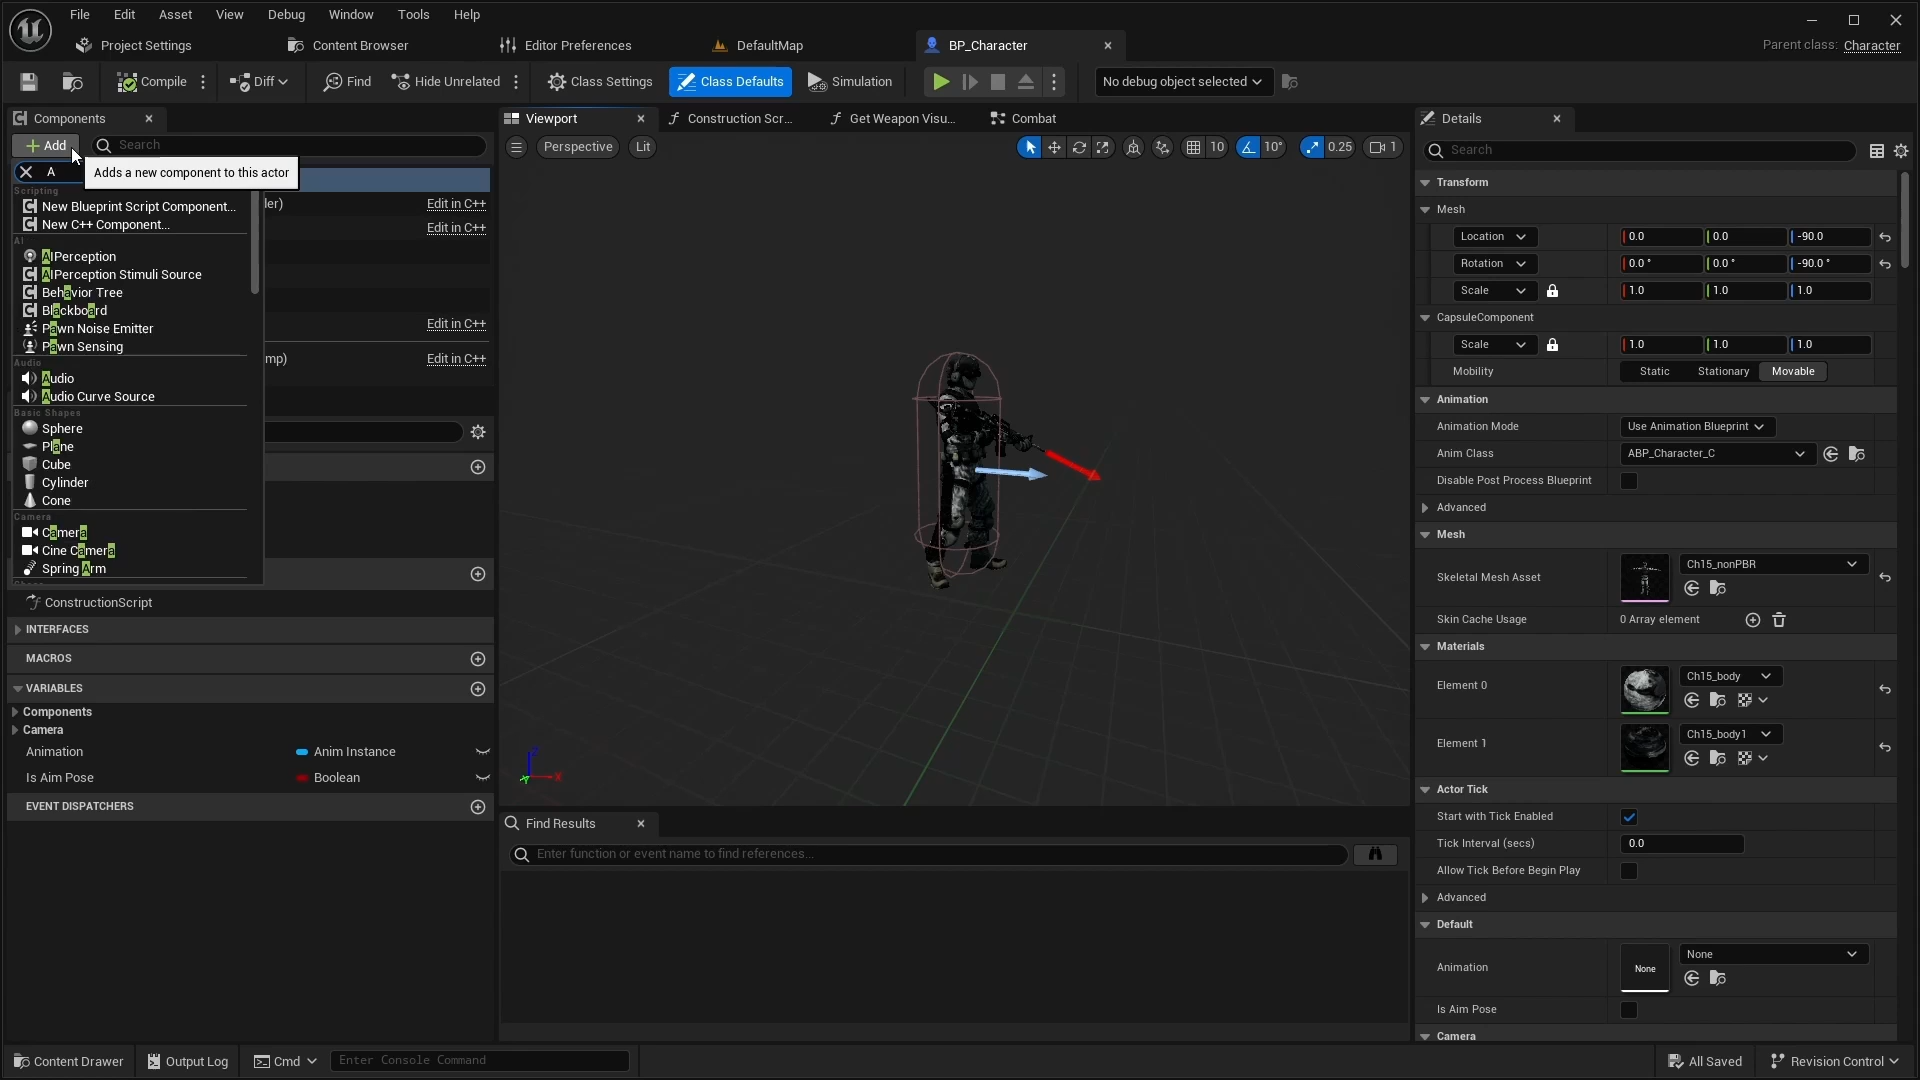 File Edit Asset View Debug Window Tools Help
Project Settings Content Browser Editor Preferences DefaultMap BP_Character
Parent class: Character
Compile Diff Find Hide Unrelated Class Settings Class Defaults Simulation No debug object selected
Components
Add Search
A
Adds a new component to this actor
Scripting
New Blueprint Script Component...
New C++ Component...
AI
AIPerception
AIPerception Stimuli Source
Behavior Tree
Blackboard
Pawn Noise Emitter
Pawn Sensing
Audio
Audio
Audio Curve Source
Basic Shapes
Sphere
Plane
Cube
Cylinder
Cone
Camera
Camera
Cine Camera
Spring Arm
ler) Edit in C++
Edit in C++
Edit in C++
mp) Edit in C++
ConstructionScript
INTERFACES
MACROS
VARIABLES
Components
Camera
Animation Anim Instance
Is Aim Pose Boolean
EVENT DISPATCHERS
Viewport Construction Scr... Get Weapon Visu... Combat
Perspective Lit 10 10° 0.25 1
Z
X
Y
Find Results
Enter function or event name to find references...
Details
Search
Transform
Mesh
Location 0.0 0.0 -90.0
Rotation 0.0 ° 0.0 ° -90.0 °
Scale 1.0 1.0 1.0
CapsuleComponent
Scale 1.0 1.0 1.0
Mobility Static Stationary Movable
Animation
Animation Mode Use Animation Blueprint
Anim Class ABP_Character_C
Disable Post Process Blueprint
Advanced
Mesh
Skeletal Mesh Asset Ch15_nonPBR
Skin Cache Usage 0 Array element
Materials
Element 0 Ch15_body
Element 1 Ch15_body1
Actor Tick
Start with Tick Enabled
Tick Interval (secs) 0.0
Allow Tick Before Begin Play
Advanced
Default
Animation None None
Is Aim Pose
Camera
Content Drawer Output Log Cmd Enter Console Command
All Saved Revision Control